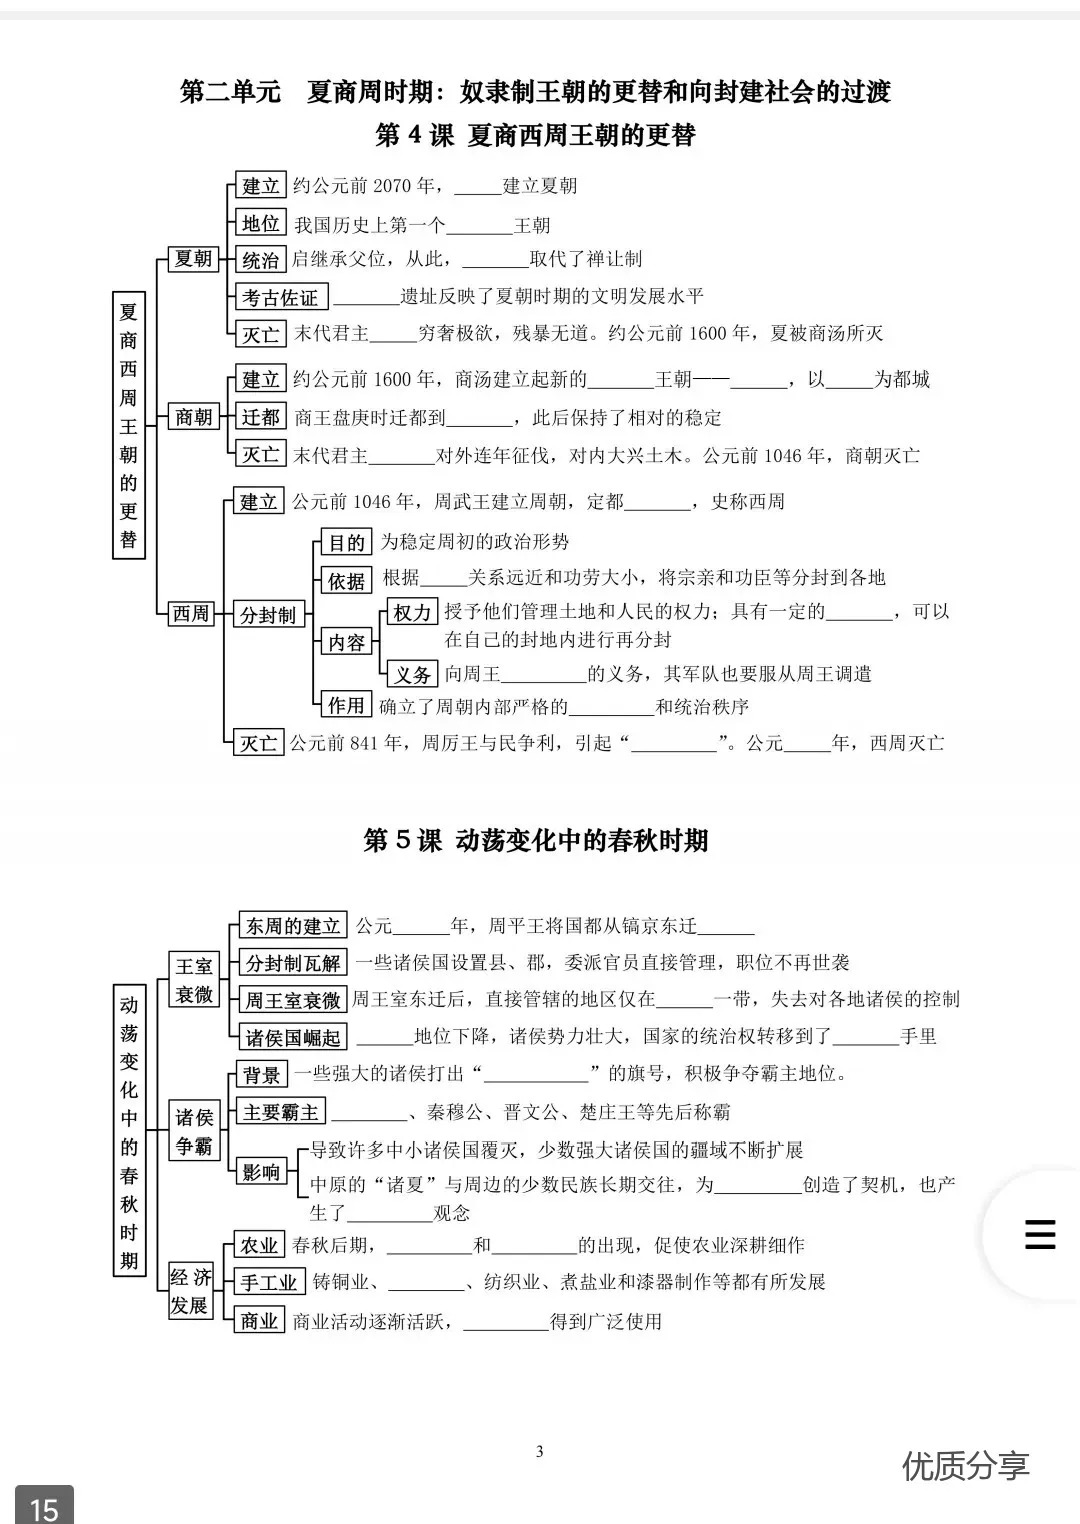 第二单元 夏商周时期：奴隶制王朝的更替和向封建社会的过渡
第 4 课 夏商西周王朝的更替
夏商西周王朝的更替
夏朝
建立 约公元前 2070 年，_____建立夏朝
地位 我国历史上第一个_______王朝
统治 启继承父位，从此，_______取代了禅让制
考古佐证 _______遗址反映了夏朝时期的文明发展水平
灭亡 末代君主_____穷奢极欲，残暴无道。约公元前 1600 年，夏被商汤所灭
商朝
建立 约公元前 1600 年，商汤建立起新的_______王朝——______，以_____为都城
迁都 商王盘庚时迁都到_______，此后保持了相对的稳定
灭亡 末代君主_______对外连年征伐，对内大兴土木。公元前 1046 年，商朝灭亡
西周
建立 公元前 1046 年，周武王建立周朝，定都_______，史称西周
分封制
目的 为稳定周初的政治形势
依据 根据_____关系远近和功劳大小，将宗亲和功臣等分封到各地
内容
权力 授予他们管理土地和人民的权力；具有一定的_______，可以
在自己的封地内进行再分封
义务 向周王_________的义务，其军队也要服从周王调遣
作用 确立了周朝内部严格的_________和统治秩序
灭亡 公元前 841 年，周厉王与民争利，引起“_________”。公元_____年，西周灭亡
第 5 课 动荡变化中的春秋时期
动荡变化中的春秋时期
王室
衰微
东周的建立 公元______年，周平王将国都从镐京东迁______
分封制瓦解 一些诸侯国设置县、郡，委派官员直接管理，职位不再世袭
周王室衰微 周王室东迁后，直接管辖的地区仅在______一带，失去对各地诸侯的控制
诸侯国崛起 ______地位下降，诸侯势力壮大，国家的统治权转移到了_______手里
诸侯
争霸
背景 一些强大的诸侯打出“___________”的旗号，积极争夺霸主地位。
主要霸主 ________、秦穆公、晋文公、楚庄王等先后称霸
影响
导致许多中小诸侯国覆灭，少数强大诸侯国的疆域不断扩展
中原的“诸夏”与周边的少数民族长期交往，为_________创造了契机，也产
生了_________观念
经济
发展
农业 春秋后期，_________和_________的出现，促使农业深耕细作
手工业 铸铜业、________、纺织业、煮盐业和漆器制作等都有所发展
商业 商业活动逐渐活跃，_________得到广泛使用
3
优质分享
15